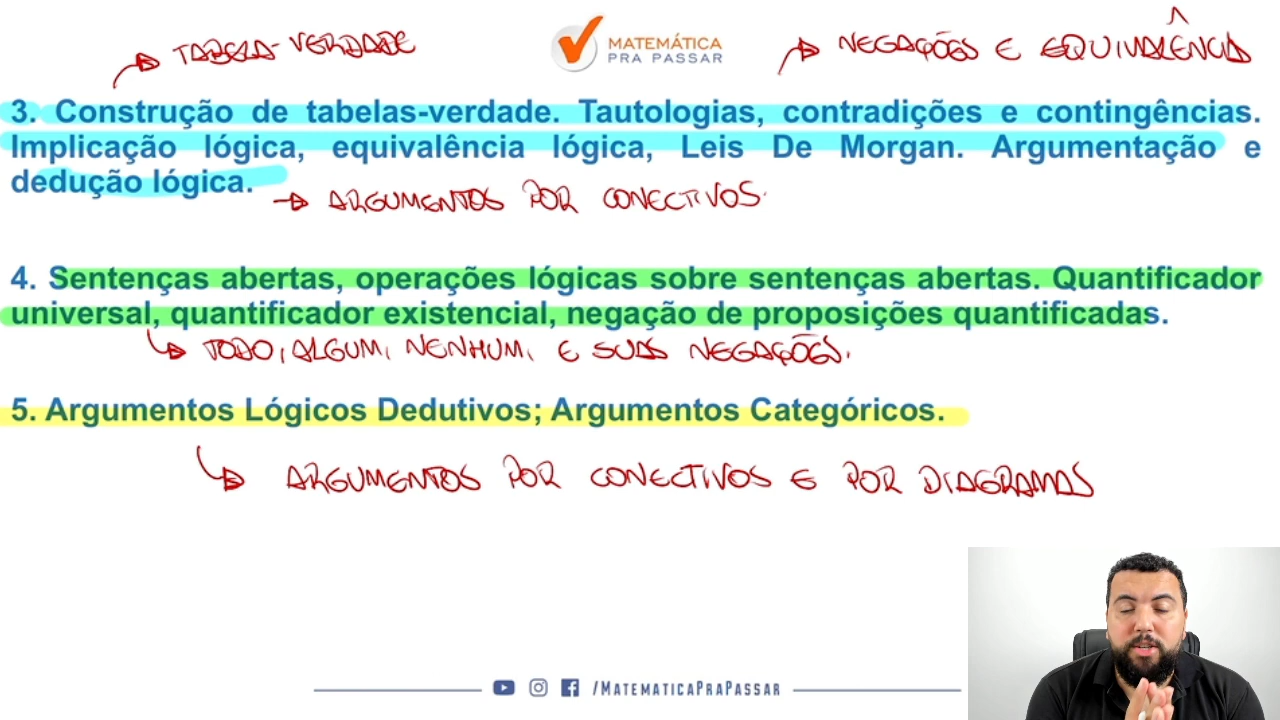 TABELA-VERDADE
MATEMÁTICA
PRA PASSAR
NEGAÇÕES E EQUIVALÊNCIA
3. Construção de tabelas-verdade. Tautologias, contradições e contingências.
Implicação lógica, equivalência lógica, Leis De Morgan. Argumentação e
dedução lógica.
ARGUMENTOS POR CONECTIVOS.
4. Sentenças abertas, operações lógicas sobre sentenças abertas. Quantificador
universal, quantificador existencial, negação de proposições quantificadas.
TODO, ALGUM, NENHUM, E SUAS NEGAÇÕES.
5. Argumentos Lógicos Dedutivos; Argumentos Categóricos.
ARGUMENTOS POR CONECTIVOS E POR DIAGRAMAS
/MATEMATICAPRAPASSAR